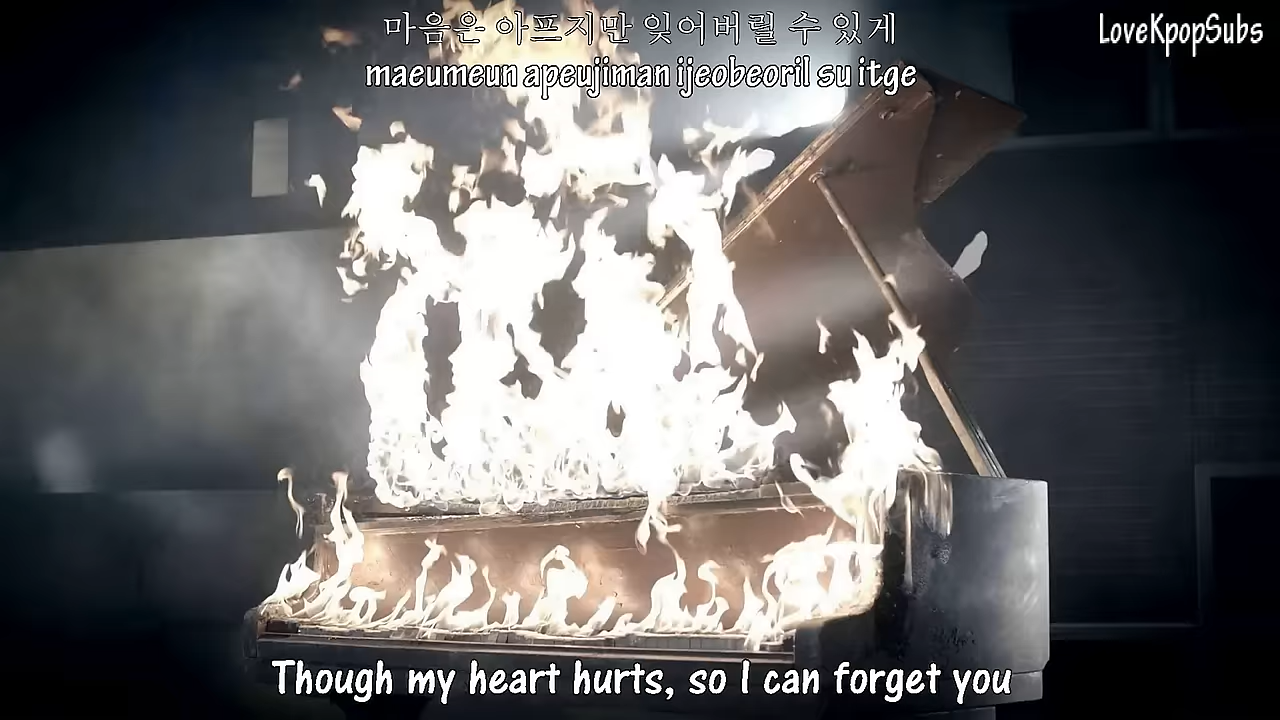 마음은 아프지만 잊어버릴 수 있게
LoveKpopSubs
maeumeun apeujiman ijeobeoril su itge
Though my heart hurts, so I can forget you